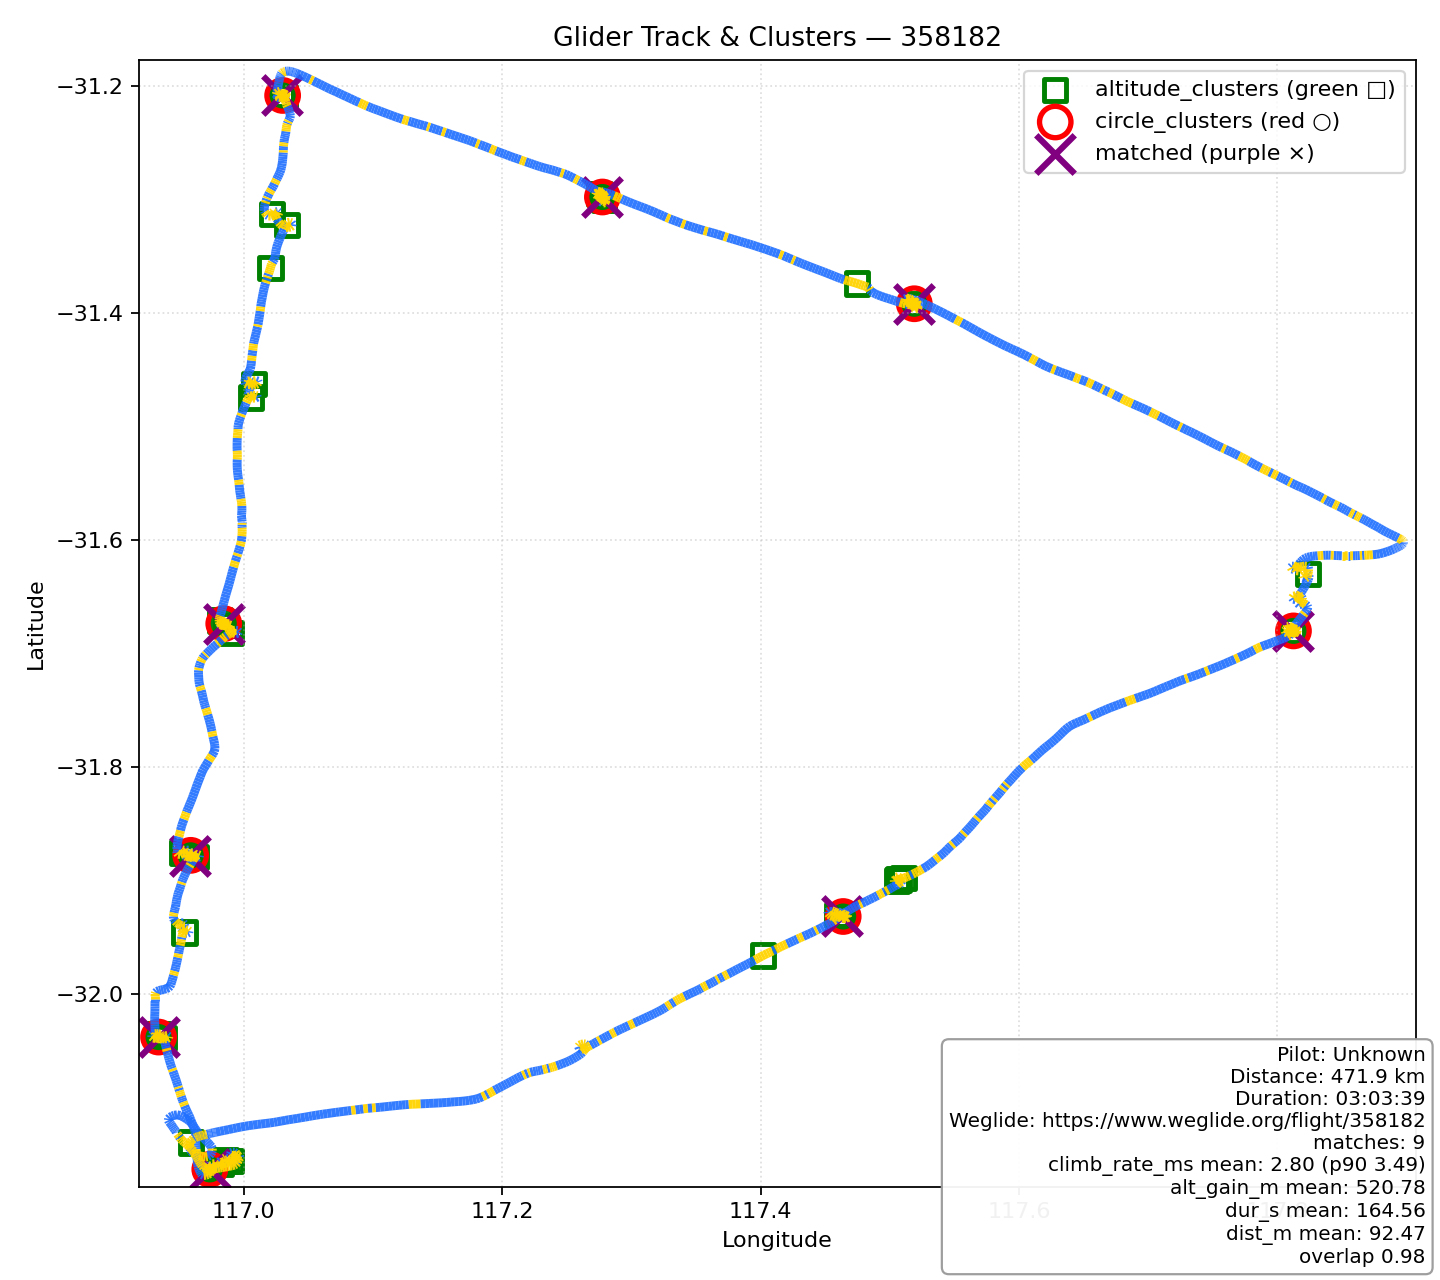 Glider Track & Clusters — 358182
altitude_clusters (green □)
circle_clusters (red ○)
matched (purple ×)
−31.2
−31.4
−31.6
−31.8
−32.0
Latitude
117.0
117.2
117.4
117.6
Longitude
Pilot: Unknown
Distance: 471.9 km
Duration: 03:03:39
Weglide: https://www.weglide.org/flight/358182
matches: 9
climb_rate_ms mean: 2.80 (p90 3.49)
alt_gain_m mean: 520.78
dur_s mean: 164.56
dist_m mean: 92.47
overlap 0.98